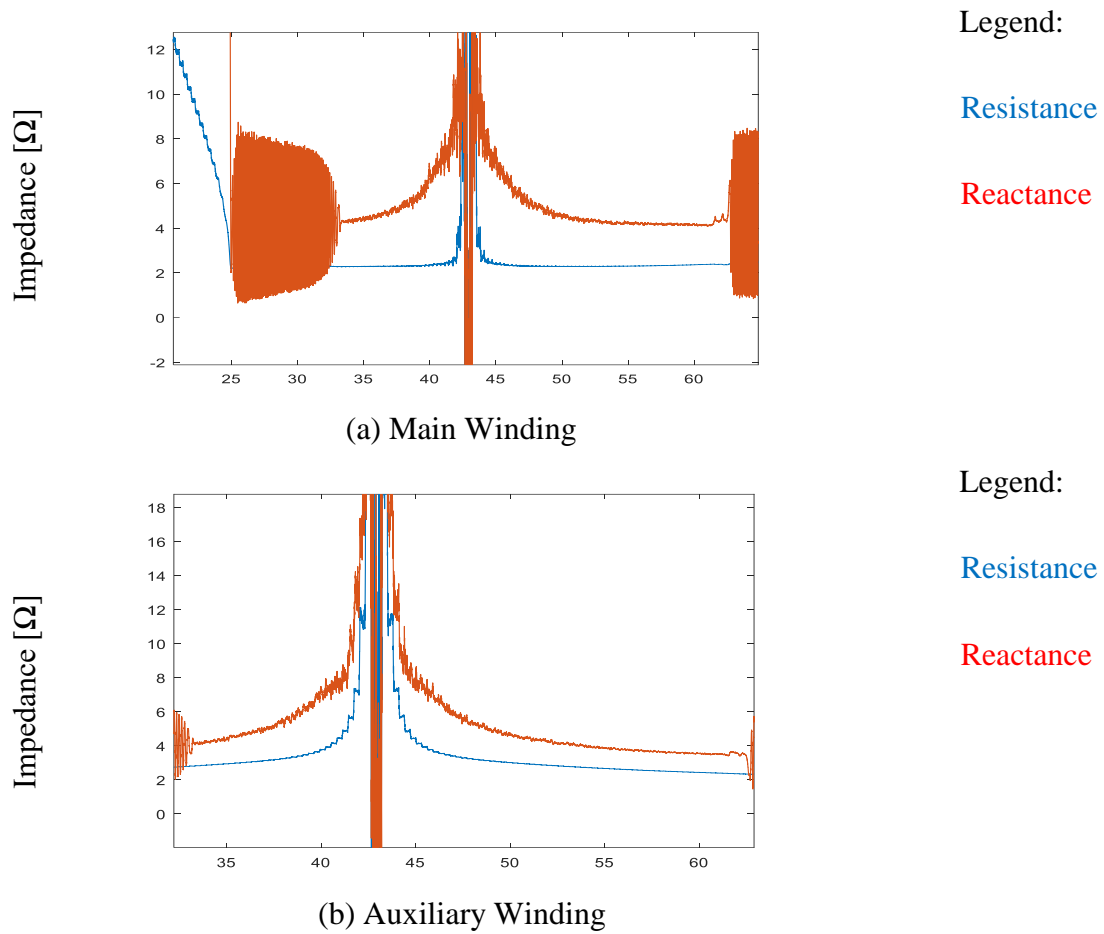 Legend:
Resistance
Reactance
Impedance [Ω]
12
10
8
6
4
2
0
-2
25 30 35 40 45 50 55 60
(a) Main Winding
Legend:
Resistance
Reactance
Impedance [Ω]
18
16
14
12
10
8
6
4
2
0
35 40 45 50 55 60
(b) Auxiliary Winding